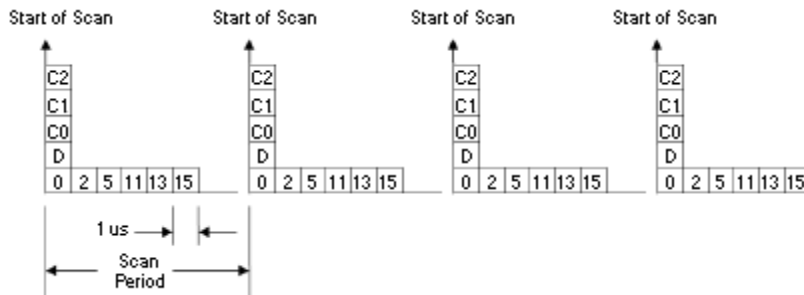 Start of Scan Start of Scan Start of Scan Start of Scan
C2 C2 C2 C2
C1 C1 C1 C1
C0 C0 C0 C0
D D D D
0 2 5 11 13 15 0 2 5 11 13 15 0 2 5 11 13 15 0 2 5 11 13 15
1 us
Scan
Period